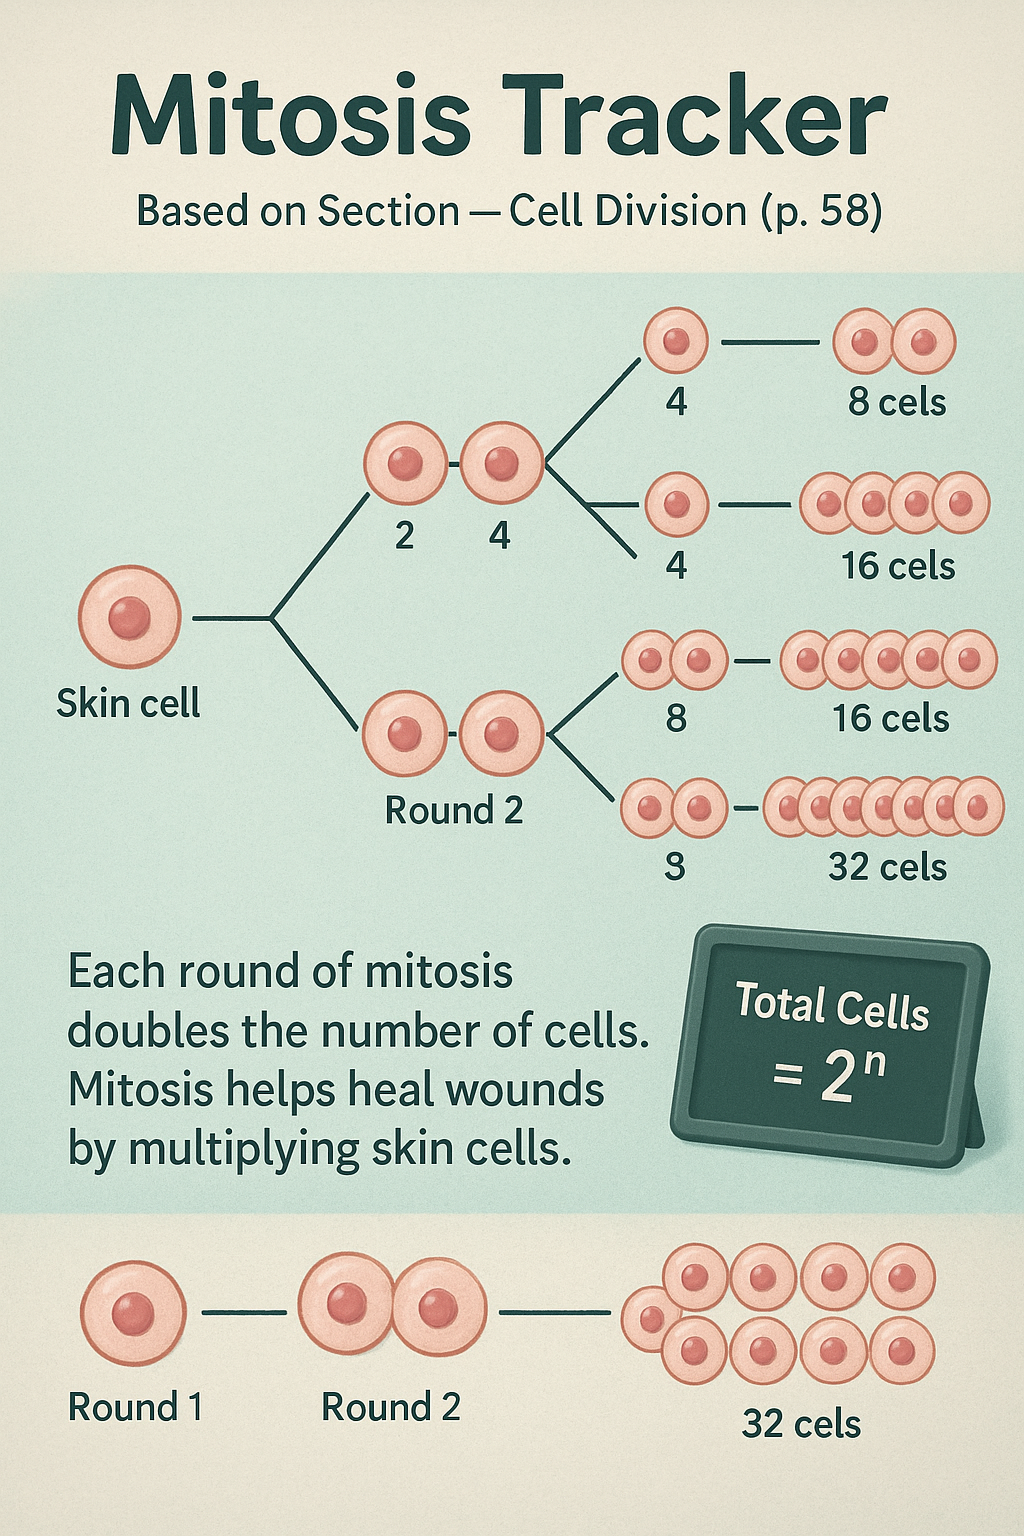 Mitosis Tracker
Based on Section — Cell Division (p. 58)
4
8 cels
2
4
4
16 cels
Skin cell
8
16 cels
Round 2
3
32 cels
Each round of mitosis
doubles the number of cells.
Mitosis helps heal wounds
by multiplying skin cells.
Total Cells
= 2ⁿ
Round 1
Round 2
32 cels